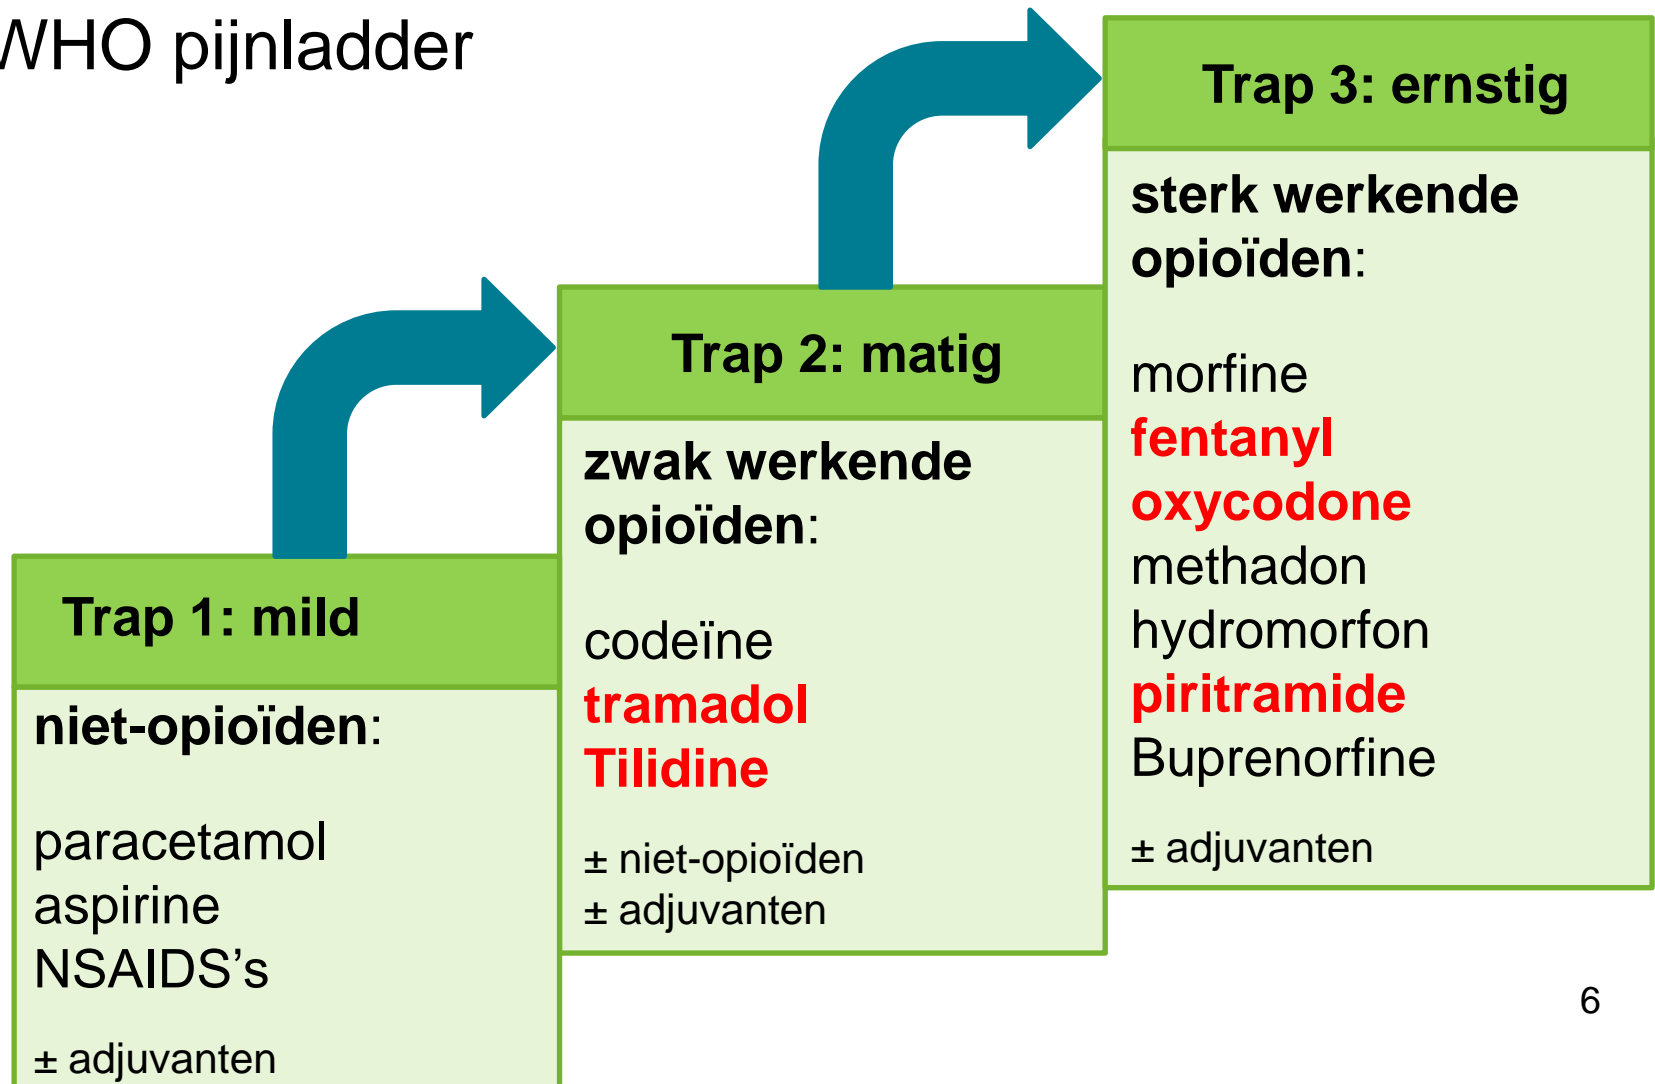 WHO pijnladder
Trap 1: mild
niet-opioïden:
paracetamol
aspirine
NSAIDS’s
± adjuvanten
Trap 2: matig
zwak werkende
opioïden:
codeïne
tramadol
Tilidine
± niet-opioïden
± adjuvanten
Trap 3: ernstig
sterk werkende
opioïden:
morfine
fentanyl
oxycodone
methadon
hydromorfon
piritramide
Buprenorfine
± adjuvanten
6